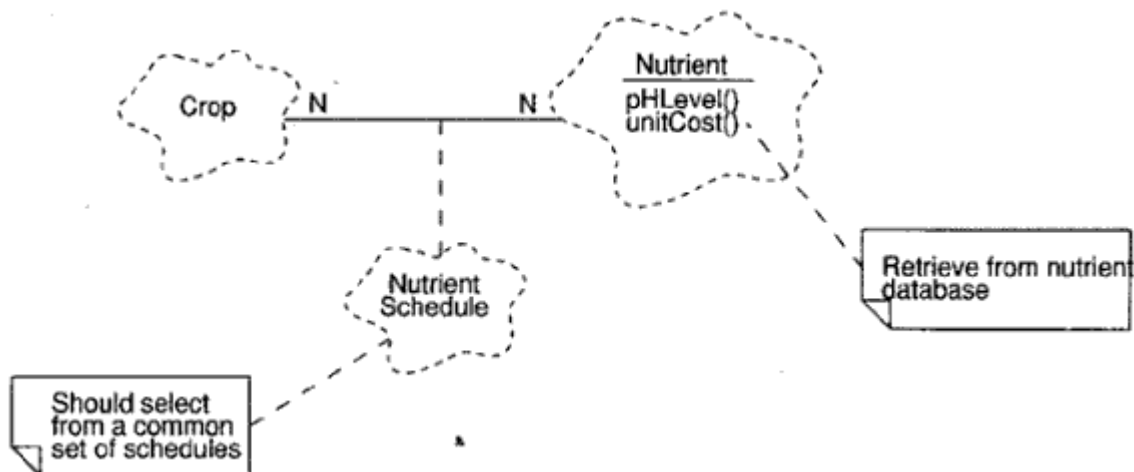 Crop
N
N
Nutrient
pHLevel()
unitCost()
Nutrient
Schedule
Retrieve from nutrient
database
Should select
from a common
set of schedules